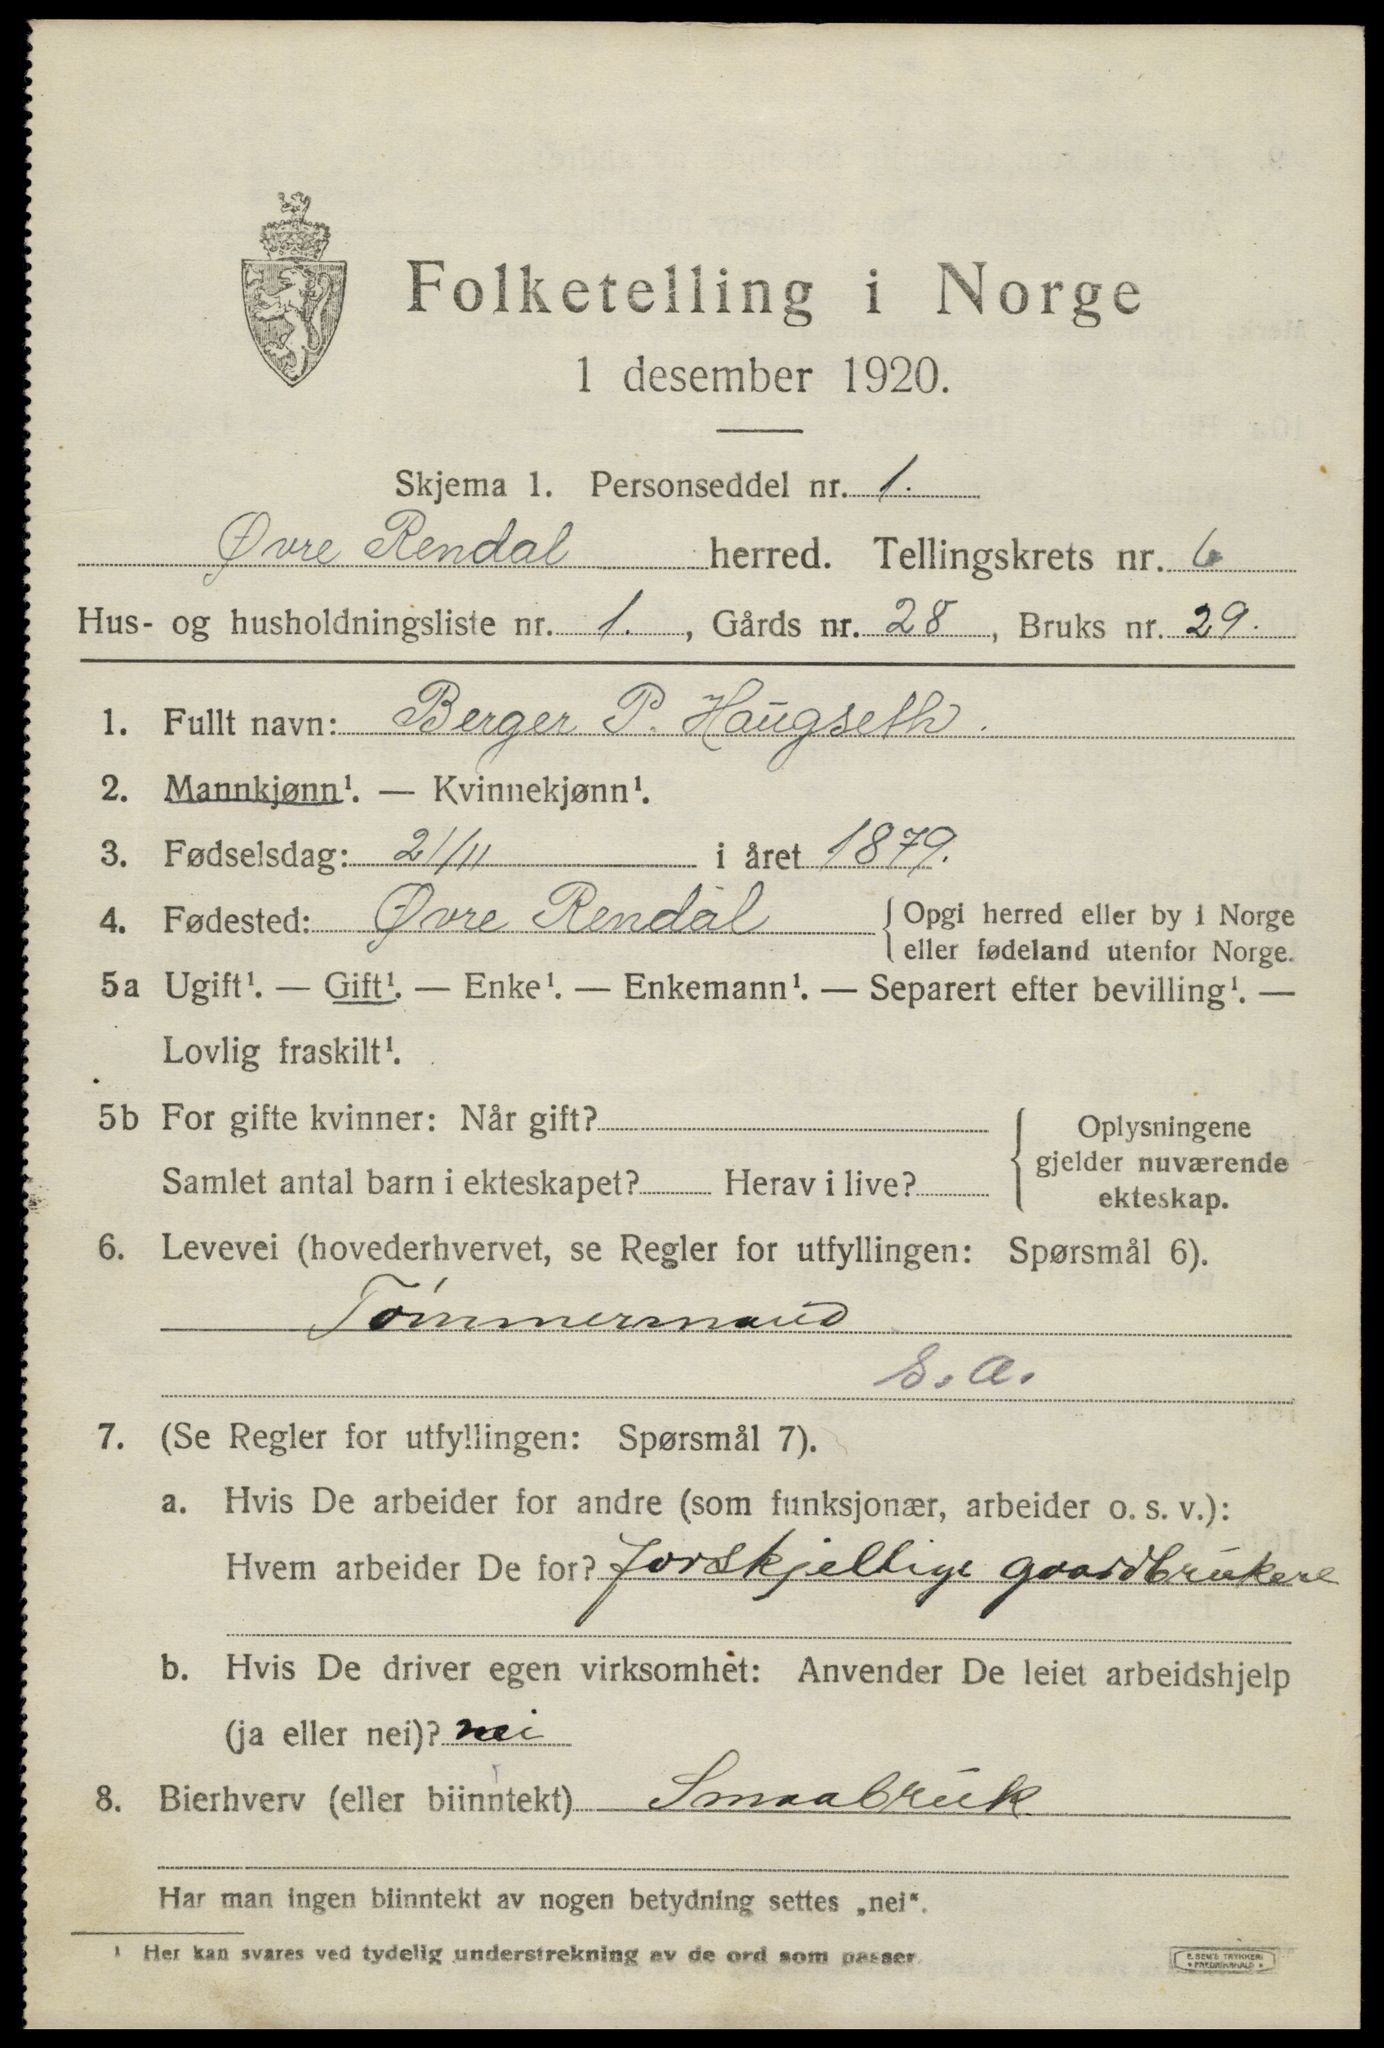 Folketelling i Norge
1 desember 1920.
Skjema 1. Personseddel nr. 1.
Øvre Rendal herred. Tellingskrets nr. 6
Hus- og husholdningsliste nr. 1. , Gårds nr. 28 , Bruks nr. 29.
1. Fullt navn: Berger P. Haugseth.
2. Mannkjønn¹. — Kvinnekjønn¹.
3. Fødselsdag: 21/11 i året 1879.
4. Fødested: Øvre Rendal { Opgi herred eller by i Norge
eller fødeland utenfor Norge.
5a Ugift¹. — Gift¹. — Enke¹. — Enkemann¹. — Separert efter bevilling¹. —
Lovlig fraskilt¹.
5b For gifte kvinner: Når gift?
Samlet antal barn i ekteskapet? Herav i live?
{ Oplysningene
gjelder nuværende
ekteskap.
6. Levevei (hovederhvervet, se Regler for utfyllingen: Spørsmål 6).
Tømmermand
S. a.
7. (Se Regler for utfyllingen: Spørsmål 7).
a. Hvis De arbeider for andre (som funksjonær, arbeider o. s. v.):
Hvem arbeider De for? forskjellige gaardbrukere
b. Hvis De driver egen virksomhet: Anvender De leiet arbeidshjelp
(ja eller nei)? nei
8. Bierhverv (eller biinntekt) Smaabruk
Har man ingen biinntekt av nogen betydning settes „nei“.
¹ Her kan svares ved tydelig understrekning av de ord som passer.
E. SEM'S TRYKKERI
* FREDRIKSHALD *